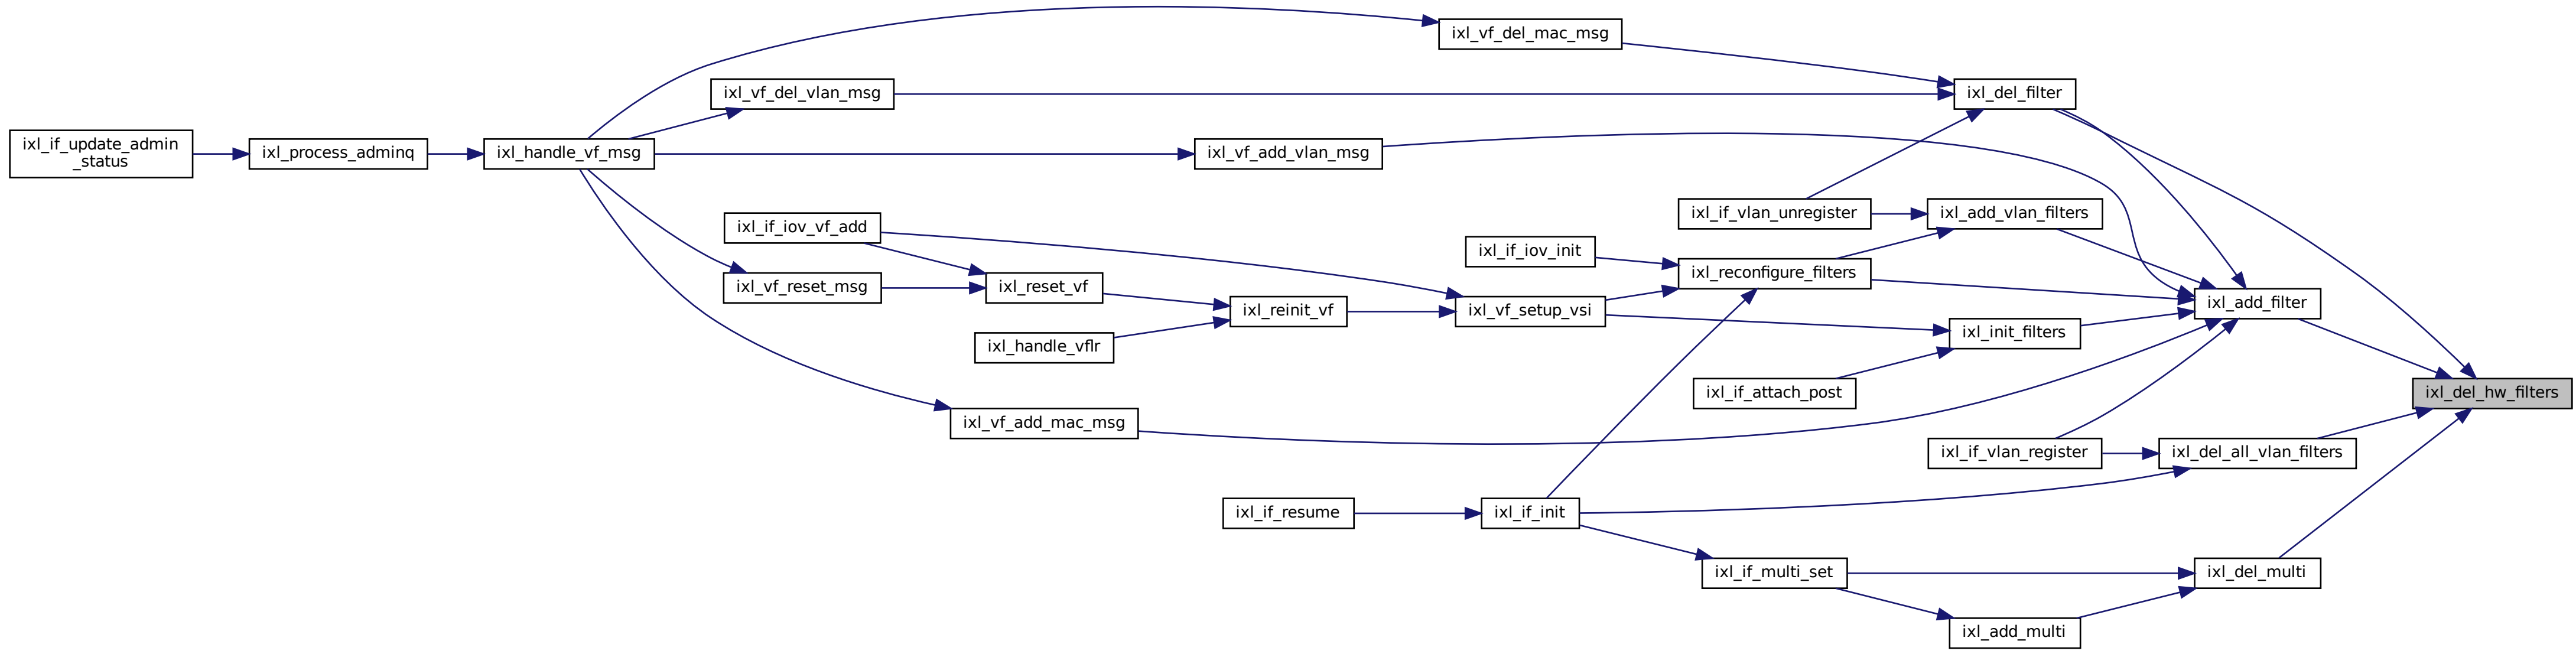 ixl_vf_del_mac_msg
ixl_vf_del_vlan_msg
ixl_del_filter
ixl_if_update_admin
_status
ixl_process_adminq
ixl_handle_vf_msg
ixl_vf_add_vlan_msg
ixl_if_iov_vf_add
ixl_if_vlan_unregister
ixl_add_vlan_filters
ixl_if_iov_init
ixl_vf_reset_msg
ixl_reset_vf
ixl_reconfigure_filters
ixl_reinit_vf
ixl_vf_setup_vsi
ixl_add_filter
ixl_handle_vflr
ixl_init_filters
ixl_if_attach_post
ixl_del_hw_filters
ixl_vf_add_mac_msg
ixl_if_vlan_register
ixl_del_all_vlan_filters
ixl_if_resume
ixl_if_init
ixl_if_multi_set
ixl_del_multi
ixl_add_multi